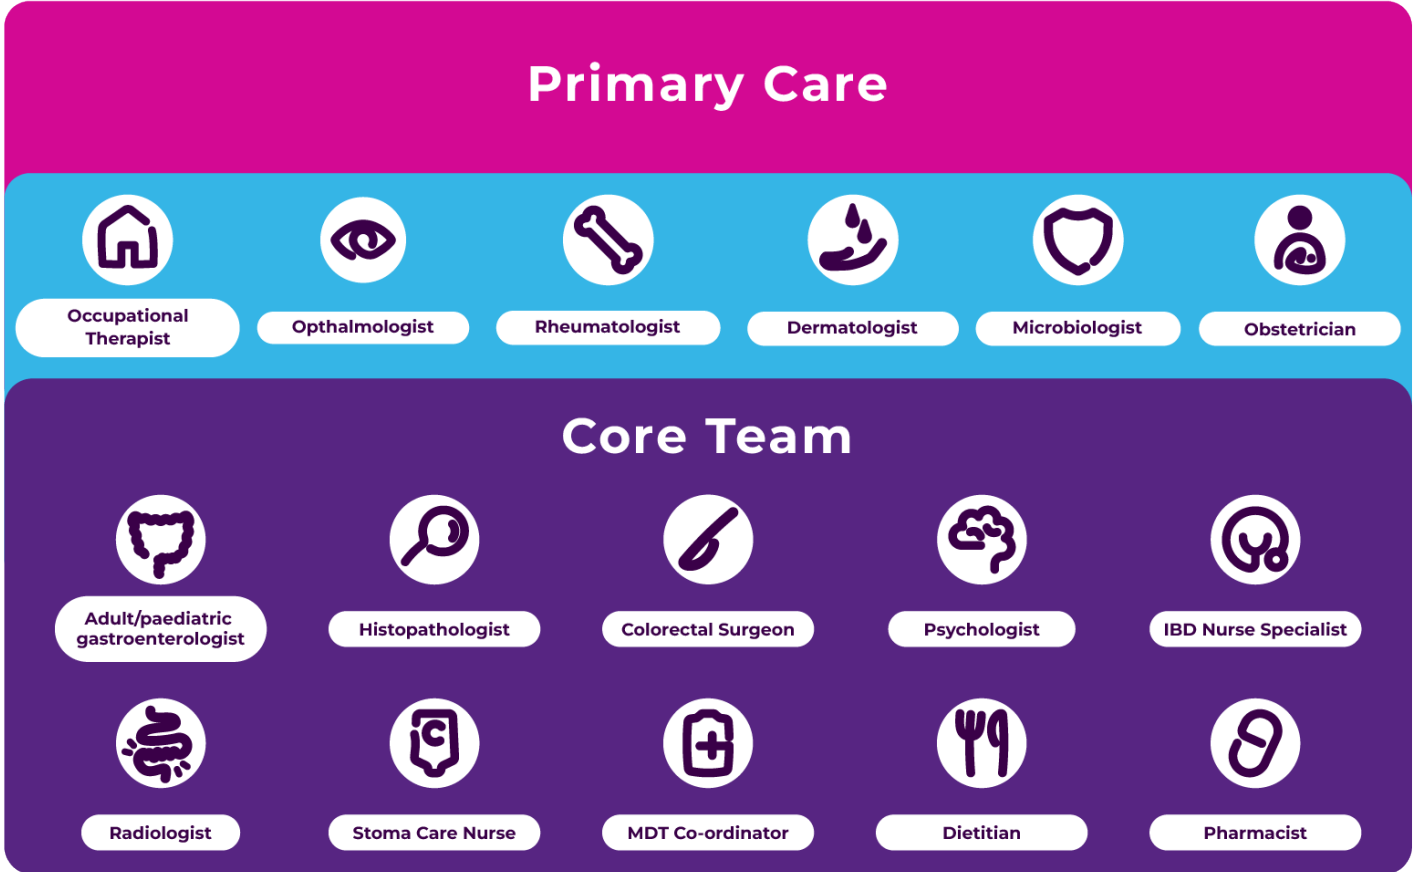 Primary Care
Occupational
Therapist
Opthalmologist
Rheumatologist
Dermatologist
Microbiologist
Obstetrician
Core Team
Adult/paediatric
gastroenterologist
Histopathologist
Colorectal Surgeon
Psychologist
IBD Nurse Specialist
Radiologist
Stoma Care Nurse
MDT Co-ordinator
Dietitian
Pharmacist